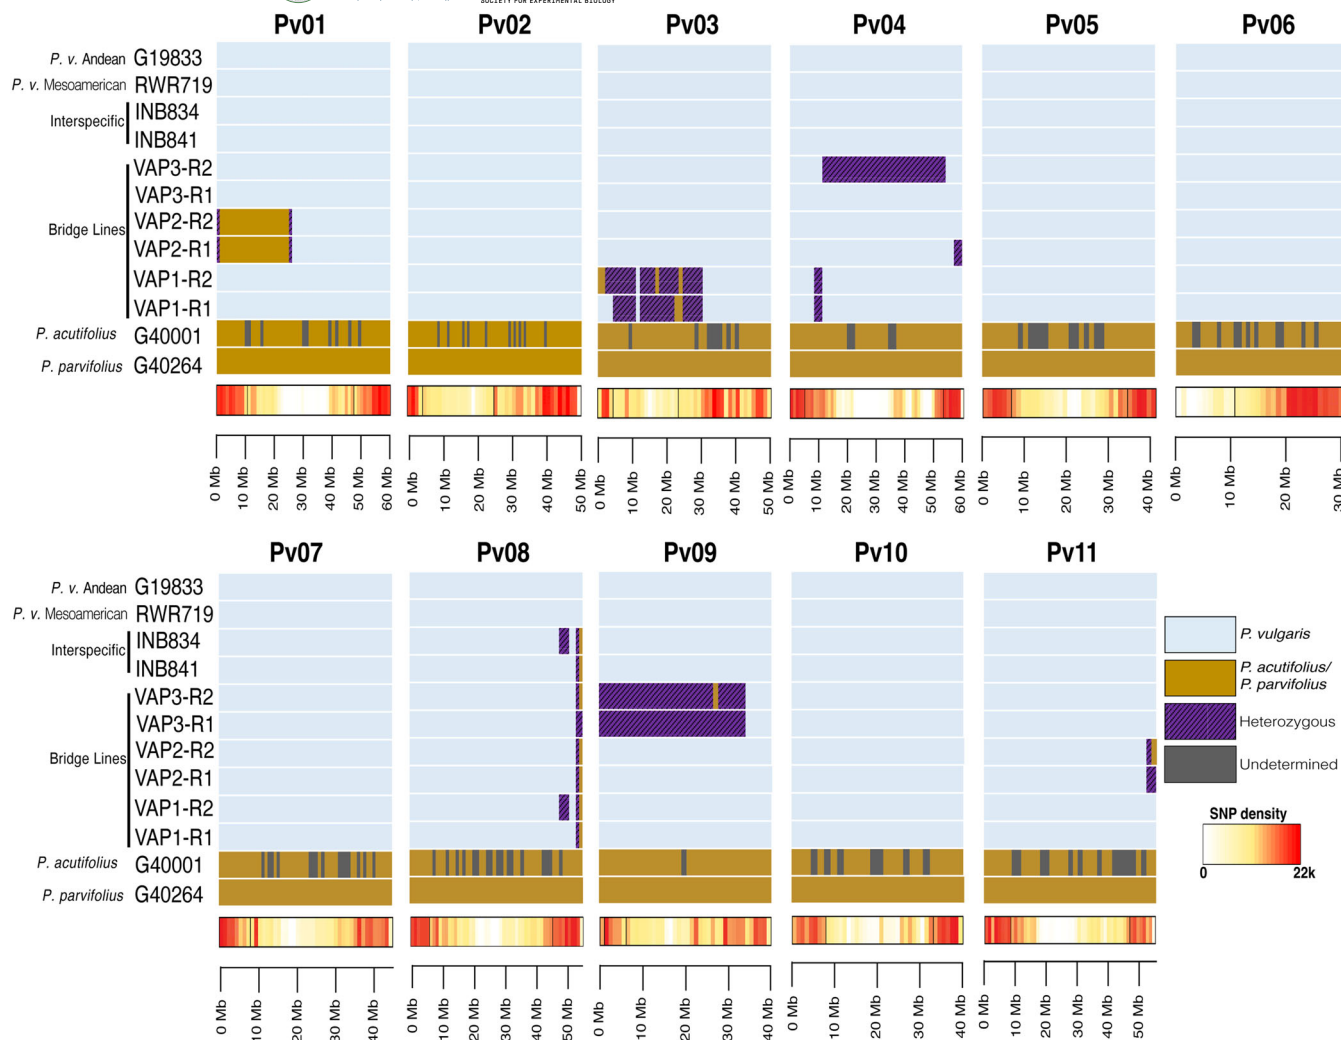 SOCIETY FOR EXPERIMENTAL BIOLOGY
Pv01 Pv02 Pv03 Pv04 Pv05 Pv06
P. v. Andean G19833
P. v. Mesoamerican RWR719
Interspecific
INB834
INB841
Bridge Lines
VAP3-R2
VAP3-R1
VAP2-R2
VAP2-R1
VAP1-R2
VAP1-R1
P. acutifolius G40001
P. parvifolius G40264
0 Mb 10 Mb 20 Mb 30 Mb 40 Mb 50 Mb 60 Mb
0 Mb 10 Mb 20 Mb 30 Mb 40 Mb 50 Mb
0 Mb 10 Mb 20 Mb 30 Mb 40 Mb 50 Mb
0 Mb 10 Mb 20 Mb 30 Mb 40 Mb 50 Mb 60 Mb
0 Mb 10 Mb 20 Mb 30 Mb 40 Mb
0 Mb 10 Mb 20 Mb 30 Mb
Pv07 Pv08 Pv09 Pv10 Pv11
P. v. Andean G19833
P. v. Mesoamerican RWR719
Interspecific
INB834
INB841
Bridge Lines
VAP3-R2
VAP3-R1
VAP2-R2
VAP2-R1
VAP1-R2
VAP1-R1
P. acutifolius G40001
P. parvifolius G40264
0 Mb 10 Mb 20 Mb 30 Mb 40 Mb
0 Mb 10 Mb 20 Mb 30 Mb 40 Mb 50 Mb
0 Mb 10 Mb 20 Mb 30 Mb 40 Mb
0 Mb 10 Mb 20 Mb 30 Mb 40 Mb
0 Mb 10 Mb 20 Mb 30 Mb 40 Mb 50 Mb
P. vulgaris
P. acutifolius/
P. parvifolius
Heterozygous
Undetermined
SNP density
0 22k